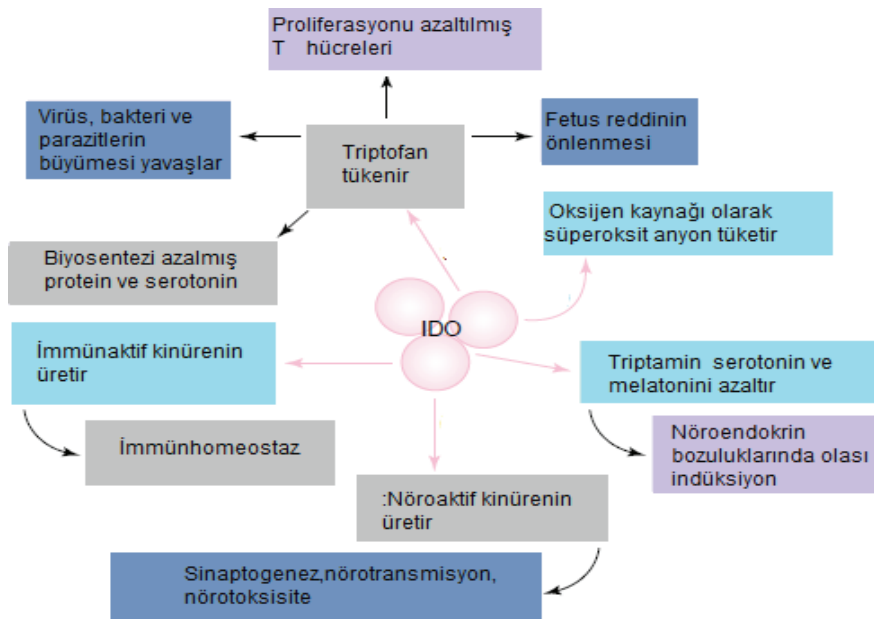 Proliferasyonu azaltılmış
T hücreleri
Virüs, bakteri ve
parazitlerin
büyümesi yavaşlar
Triptofan
tükenir
Fetus reddinin
önlenmesi
Oksijen kaynağı olarak
süperoksit anyon tüketir
Biyosentezi azalmış
protein ve serotonin
IDO
İmmünaktif kinürenin
üretir
Triptamin serotonin ve
melatonini azaltır
İmmünhomeostaz
Nöroendokrin
bozuluklarında olası
indüksiyon
:Nöroaktif kinürenin
üretir
Sinaptogenez,nörotransmisyon,
nörotoksisite